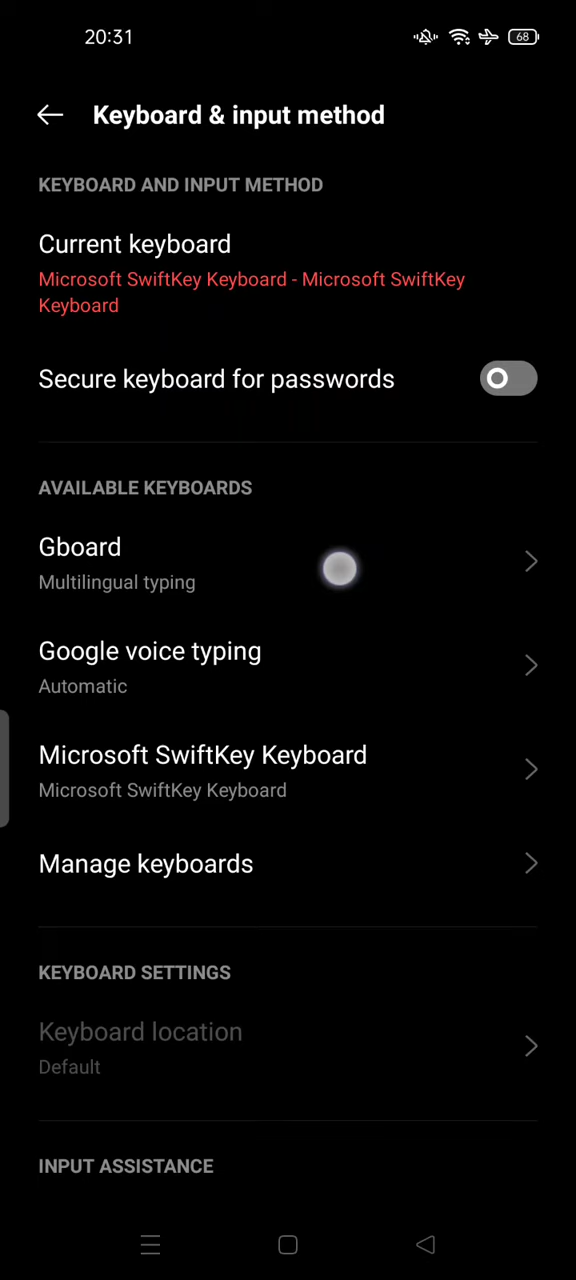 20:31
68
Keyboard & input method
KEYBOARD AND INPUT METHOD
Current keyboard
Microsoft SwiftKey Keyboard - Microsoft SwiftKey
Keyboard
Secure keyboard for passwords
AVAILABLE KEYBOARDS
Gboard
Multilingual typing
Google voice typing
Automatic
Microsoft SwiftKey Keyboard
Microsoft SwiftKey Keyboard
Manage keyboards
KEYBOARD SETTINGS
Keyboard location
Default
INPUT ASSISTANCE